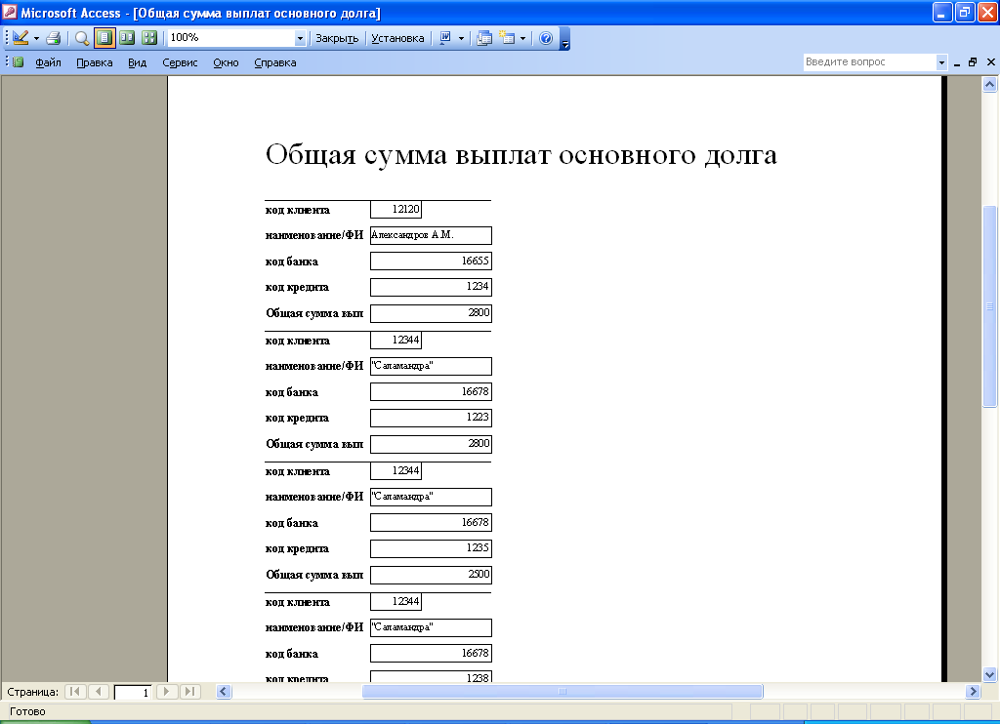 Microsoft Access - [Общая сумма выплат основного долга]
100% Закрыть Установка
Файл Правка Вид Сервис Окно Справка Введите вопрос
Общая сумма выплат основного долга
код клиента 12120
наименование/ФИ Александров А.М.
код банка 16655
код кредита 1234
Общая сумма вып 2800
код клиента 12344
наименование/ФИ "Саламандра"
код банка 16678
код кредита 1223
Общая сумма вып 2800
код клиента 12344
наименование/ФИ "Саламандра"
код банка 16678
код кредита 1235
Общая сумма вып 2500
код клиента 12344
наименование/ФИ "Саламандра"
код банка 16678
код кредита 1238
Страница: 1
Готово